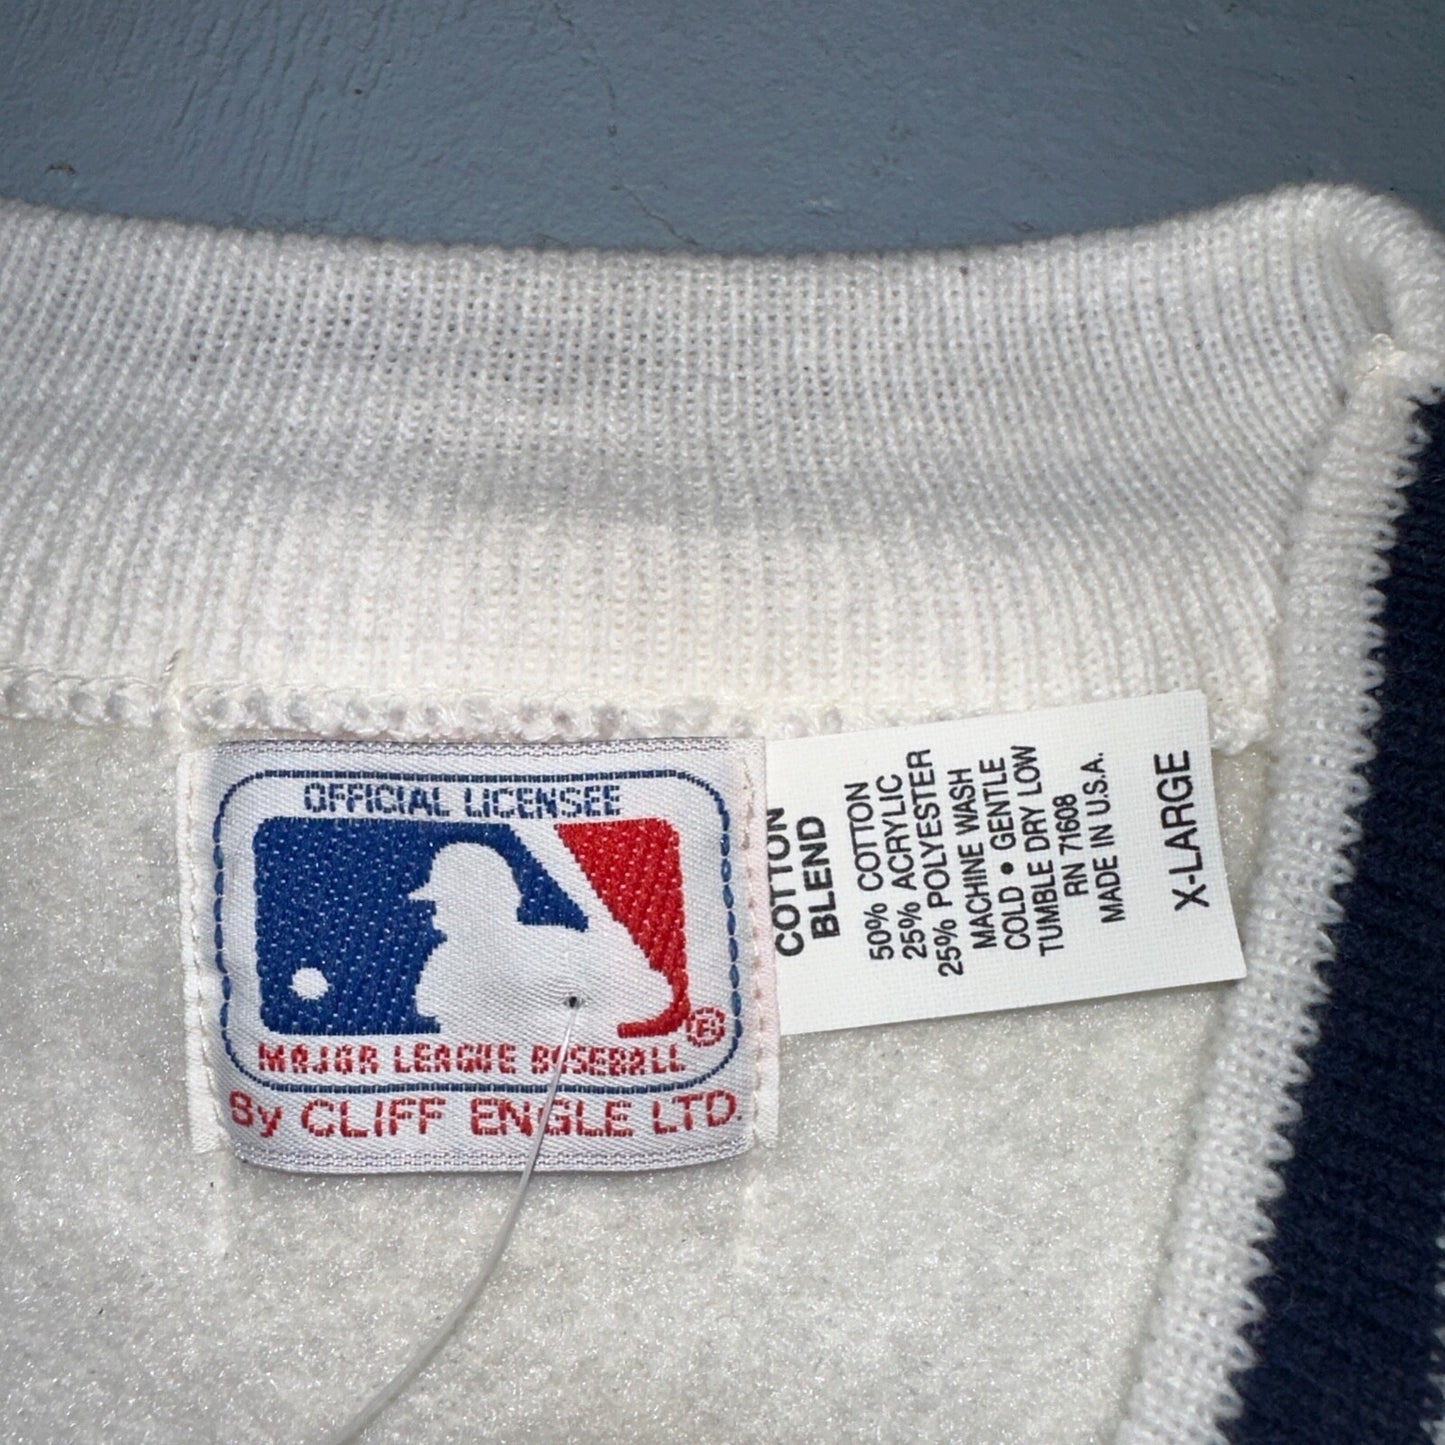 OFFICIAL LICENSEE
MAJOR LEAGUE BASEBALL
®
By CLIFF ENGLE LTD.
COTTON
BLEND
50% COTTON
25% ACRYLIC
25% POLYESTER
MACHINE WASH
COLD • GENTLE
TUMBLE DRY LOW
RN 71608
MADE IN U.S.A.
X-LARGE